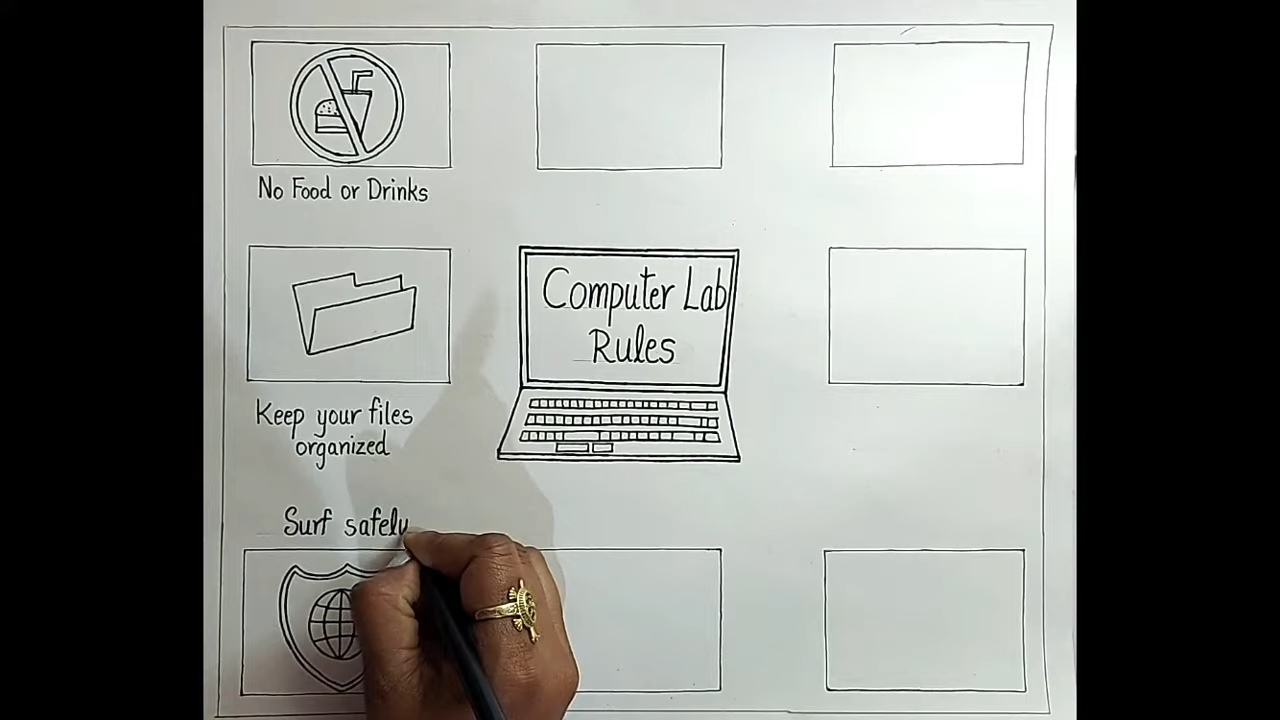 No Food or Drinks
Computer Lab
Rules
Keep your files
organized
Surf safely